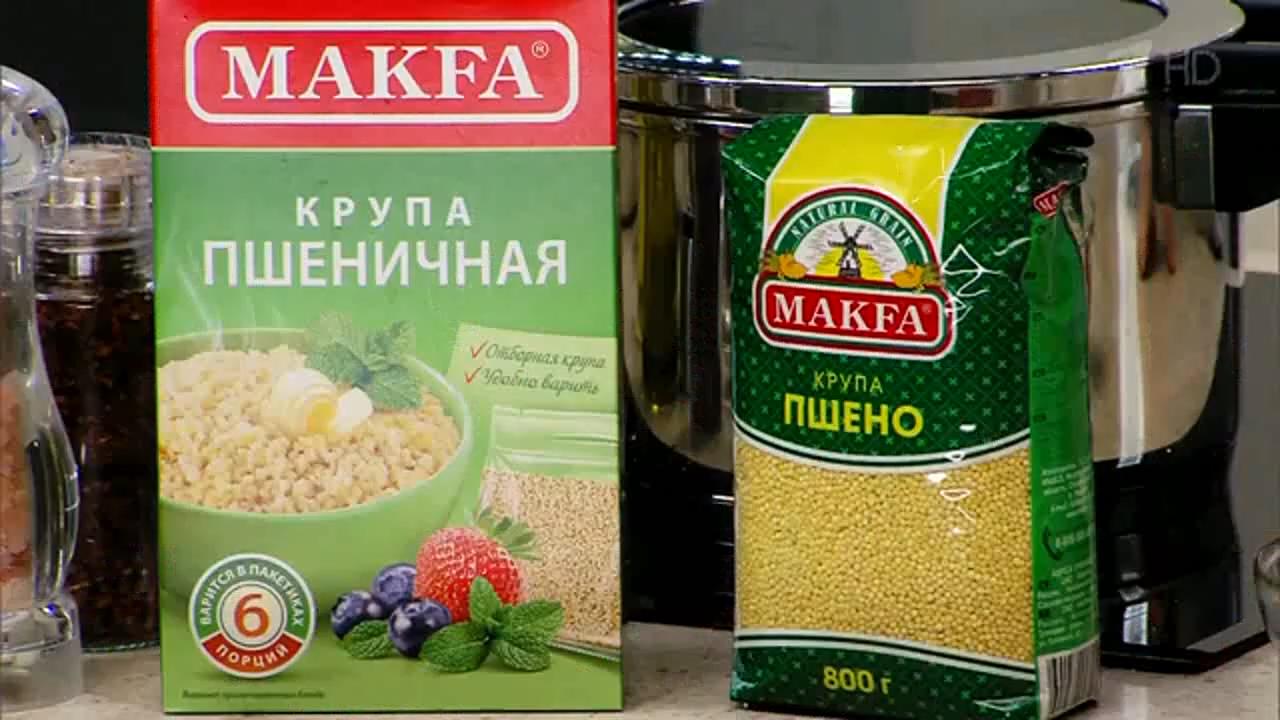 MAKFA®
КРУПА
ПШЕНИЧНАЯ
Отборная крупа
Удобно варить
ВАРИТСЯ В ПАКЕТИКАХ
6
ПОРЦИЙ
NATURAL GRAIN
MAKFA®
КРУПА
ПШЕНО
800 г
HD